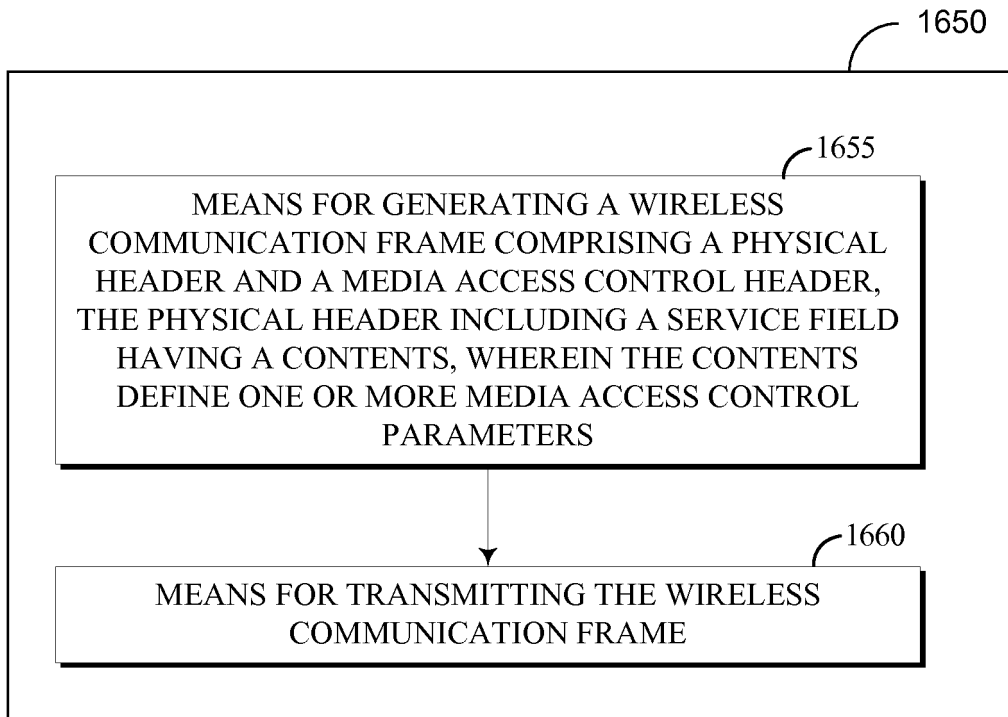 1650
1655
MEANS FOR GENERATING A WIRELESS
COMMUNICATION FRAME COMPRISING A PHYSICAL
HEADER AND A MEDIA ACCESS CONTROL HEADER,
THE PHYSICAL HEADER INCLUDING A SERVICE FIELD
HAVING A CONTENTS, WHEREIN THE CONTENTS
DEFINE ONE OR MORE MEDIA ACCESS CONTROL
PARAMETERS
1660
MEANS FOR TRANSMITTING THE WIRELESS
COMMUNICATION FRAME